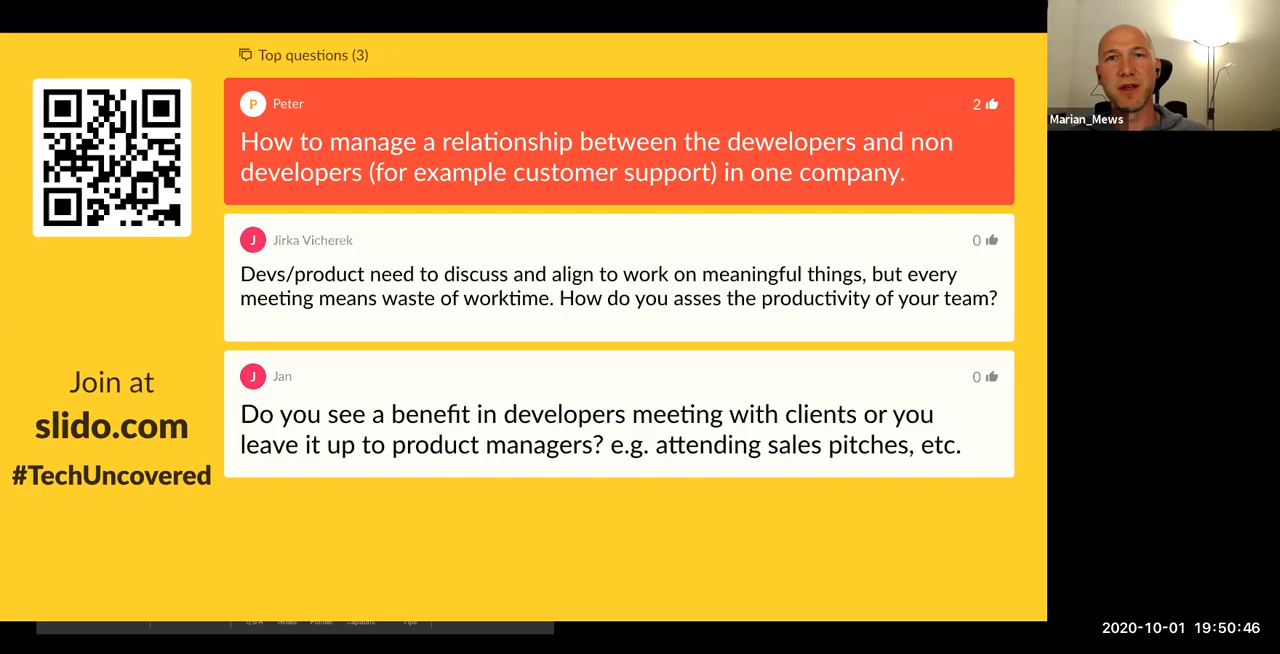 Top questions (3)
P Peter
2
How to manage a relationship between the dewelopers and non
developers (for example customer support) in one company.
J Jirka Vicherek
0
Devs/product need to discuss and align to work on meaningful things, but every
meeting means waste of worktime. How do you asses the productivity of your team?
J Jan
0
Do you see a benefit in developers meeting with clients or you
leave it up to product managers? e.g. attending sales pitches, etc.
Join at
slido.com
#TechUncovered
Marian_Mews
Q&A Notes Pointer Captions Tips
2020-10-01 19:50:46